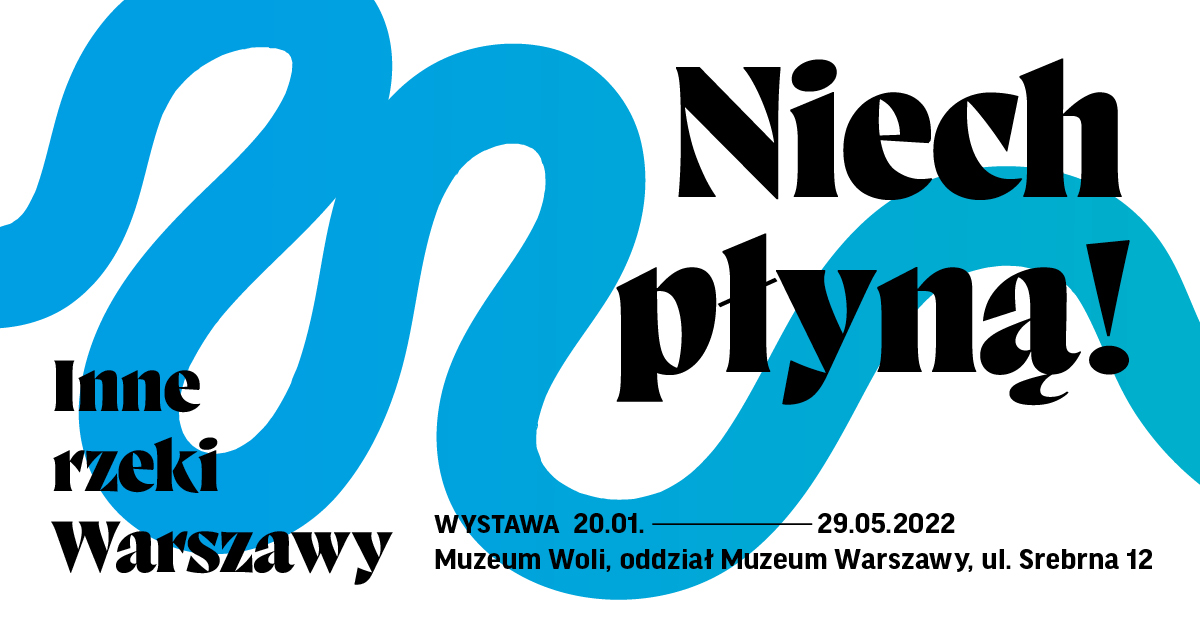 Niech
płyną!
Inne
rzeki
Warszawy
WYSTAWA 20.01. — 29.05.2022
Muzeum Woli, oddział Muzeum Warszawy, ul. Srebrna 12